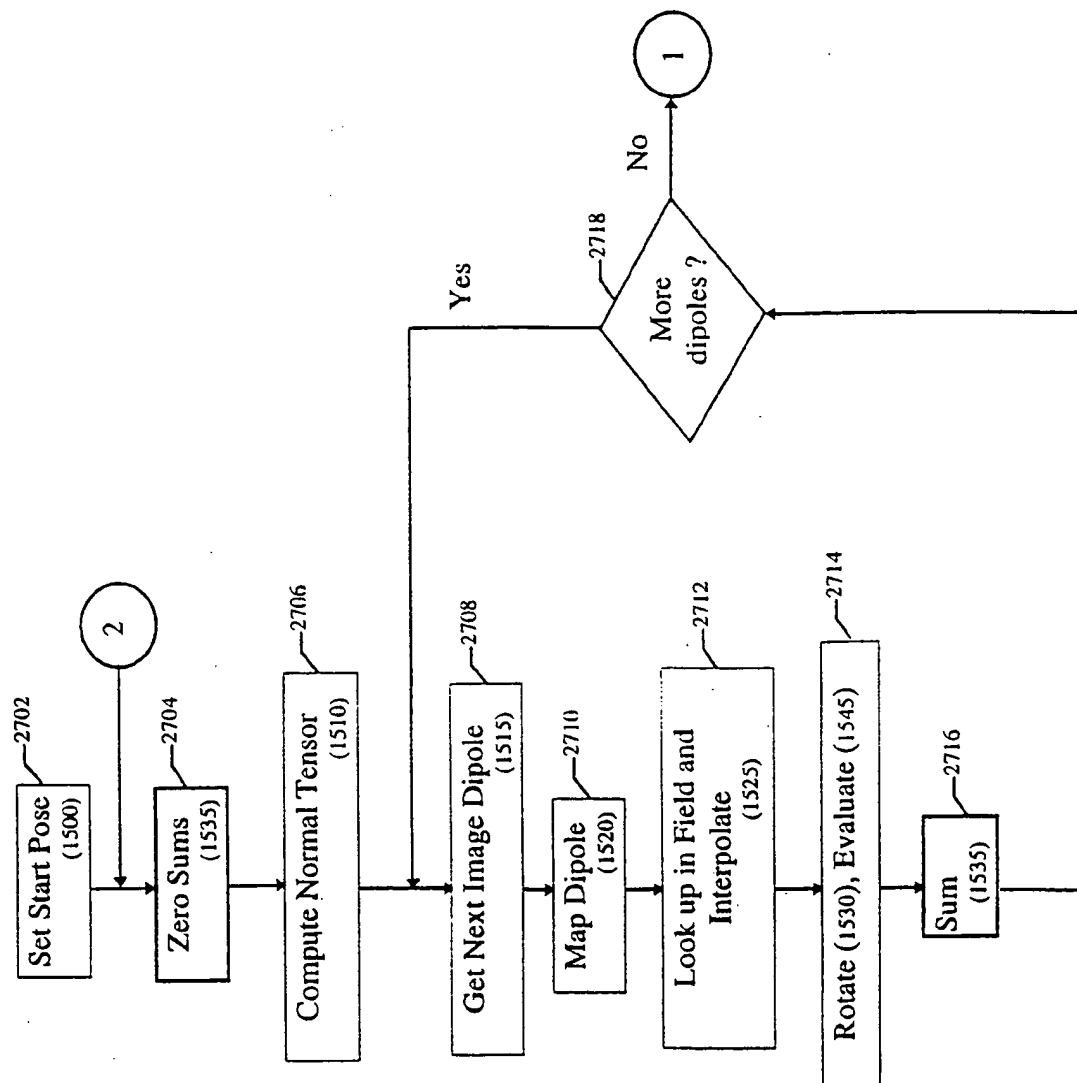 2702
Set Start Pose
(1500)
2
2704
Zero Sums
(1535)
2706
Compute Normal Tensor
(1510)
2708
Get Next Image Dipole
(1515)
2710
Map Dipole
(1520)
2712
Look up in Field and
Interpolate
(1525)
2714
Rotate (1530), Evaluate (1545)
2716
Sum
(1535)
Yes
2718
More
dipoles ?
No
1